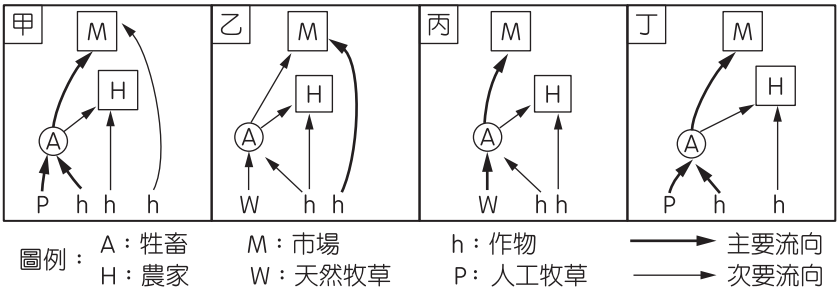 甲 乙 丙 丁
M M M M
H H H H
A A A A
P h h h W h h W h h P h h
圖例： A：牲畜 M：市場 h：作物 主要流向
H：農家 W：天然牧草 P：人工牧草 次要流向